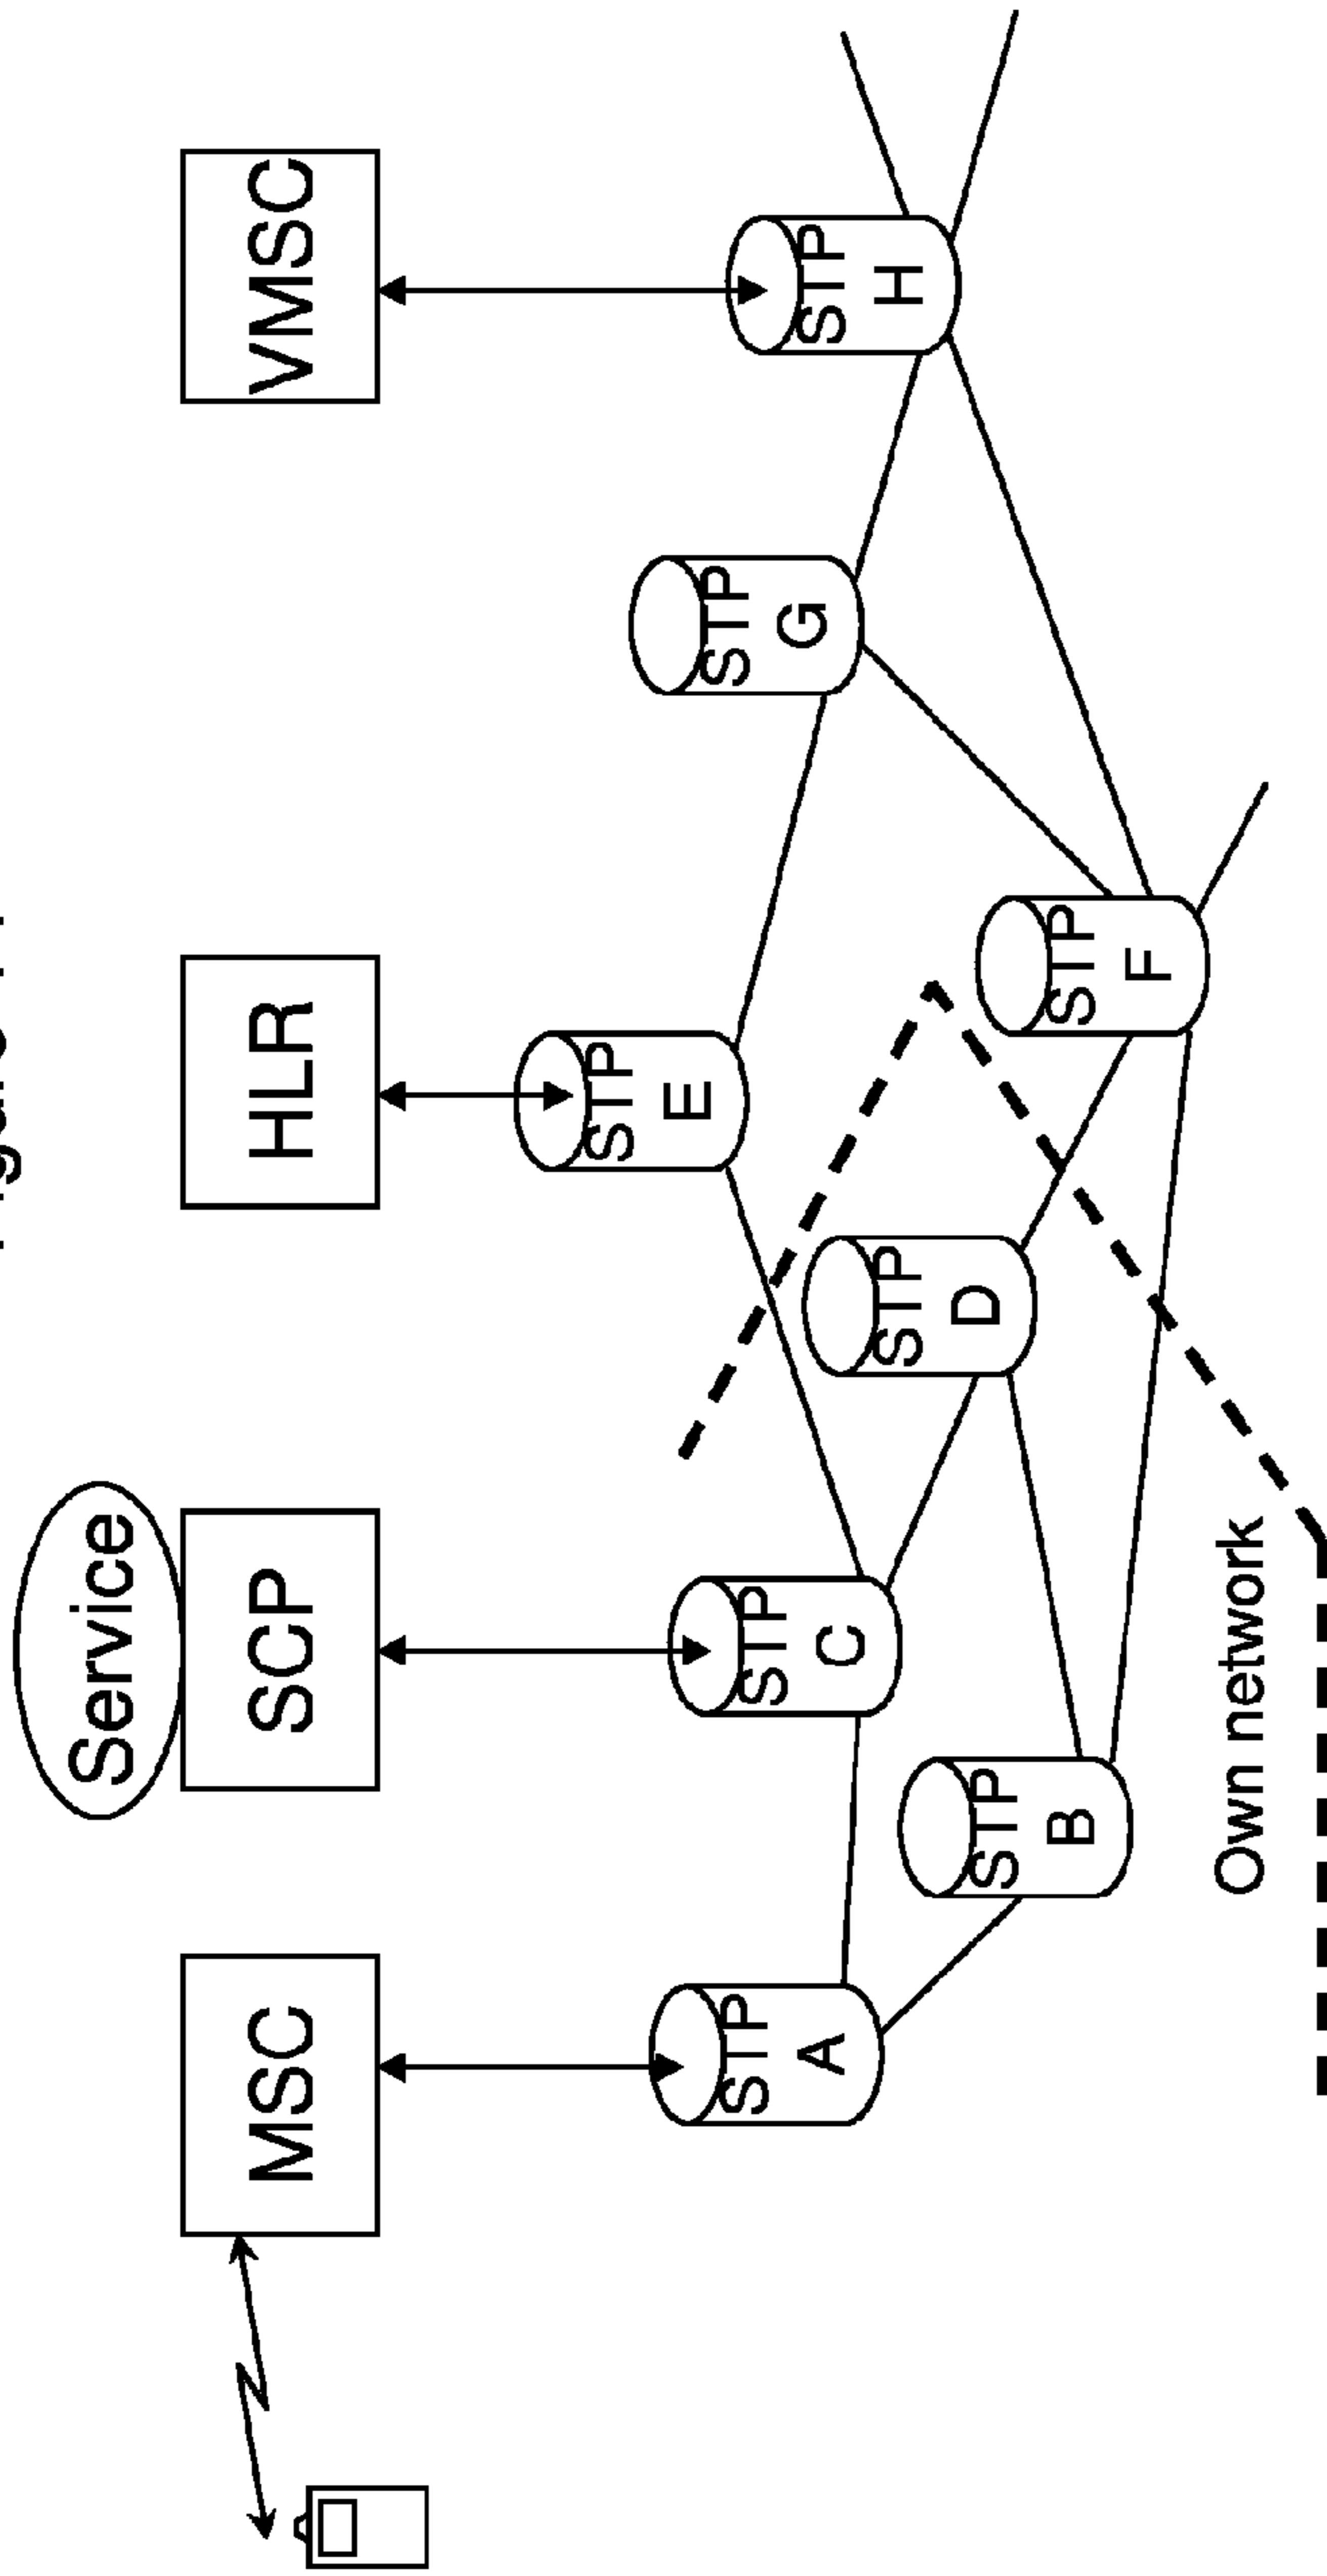 Service
MSC
SCP
HLR
VMSC
STP
A
STP
B
STP
C
STP
D
STP
E
STP
F
STP
G
STP
H
Own network